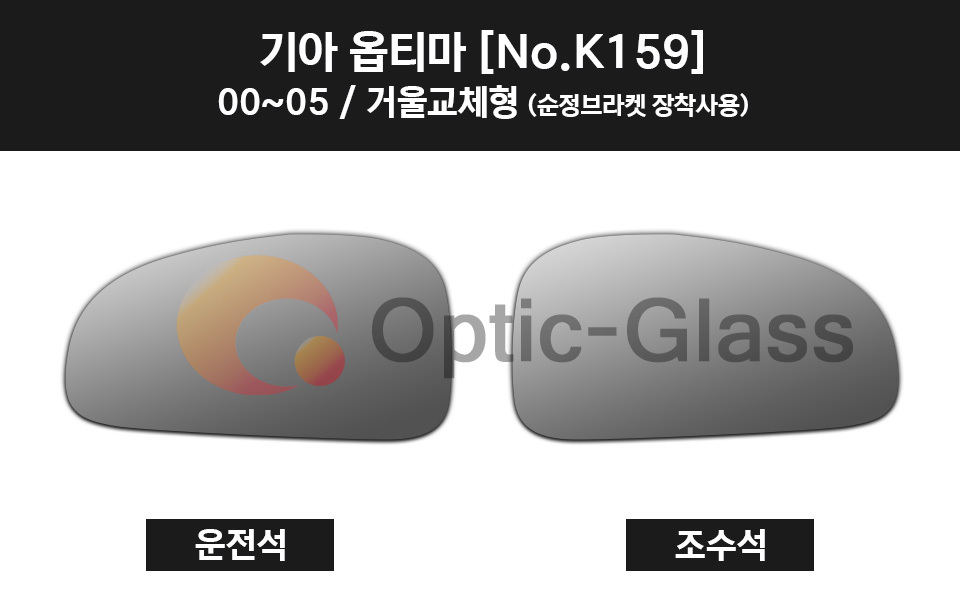 기아 옵티마 [No.K159]
00~05 / 거울교체형 (순정브라켓 장착사용)
Optic-Glass
운전석
조수석